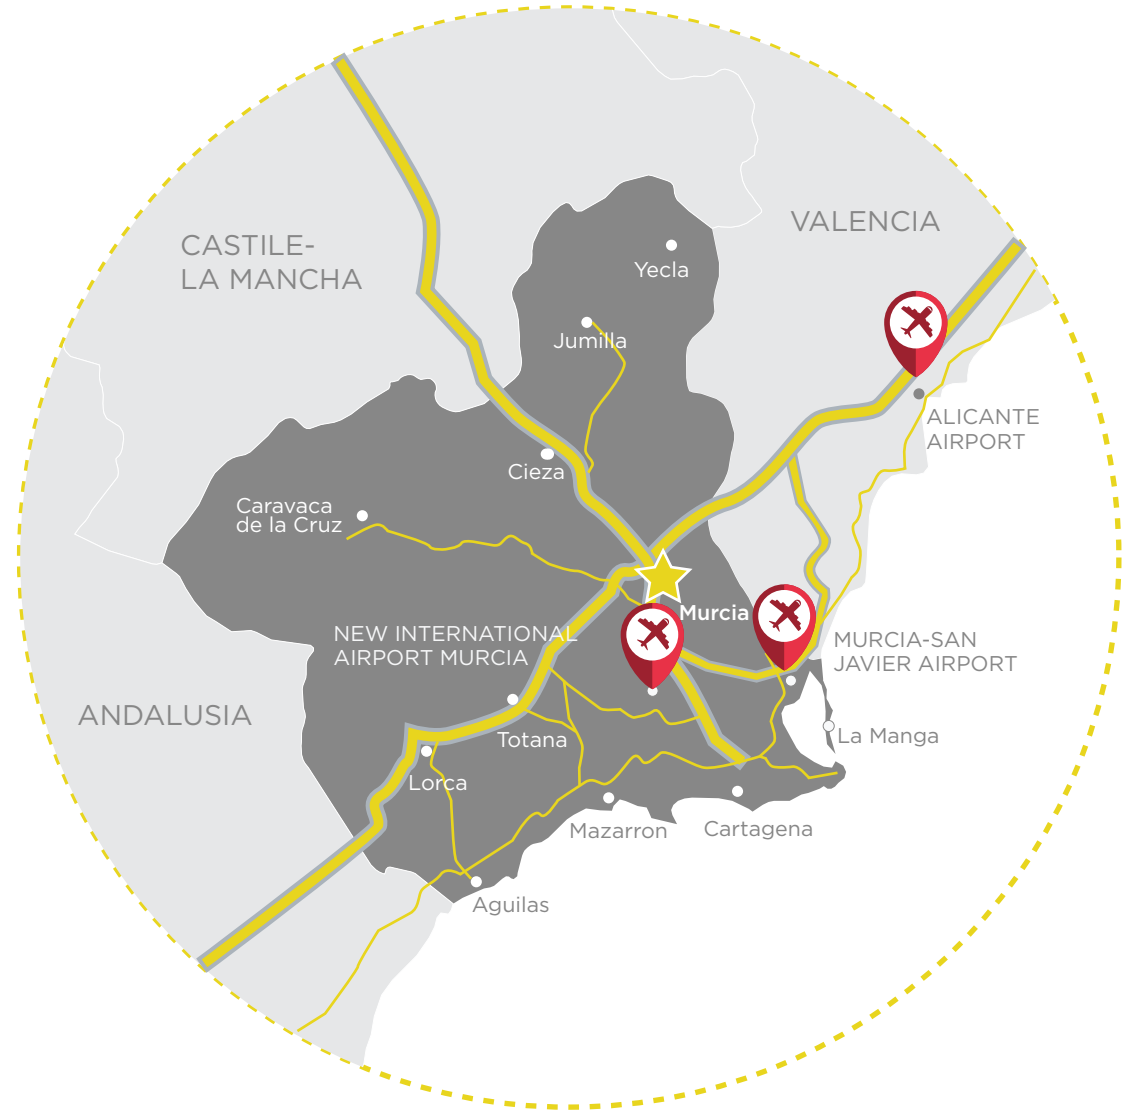 CASTILE-
LA MANCHA
VALENCIA
Yecla
Jumilla
ALICANTE
AIRPORT
Cieza
Caravaca
de la Cruz
Murcia
NEW INTERNATIONAL
AIRPORT MURCIA
MURCIA-SAN
JAVIER AIRPORT
ANDALUSIA
Totana
La Manga
Lorca
Mazarron
Cartagena
Aguilas